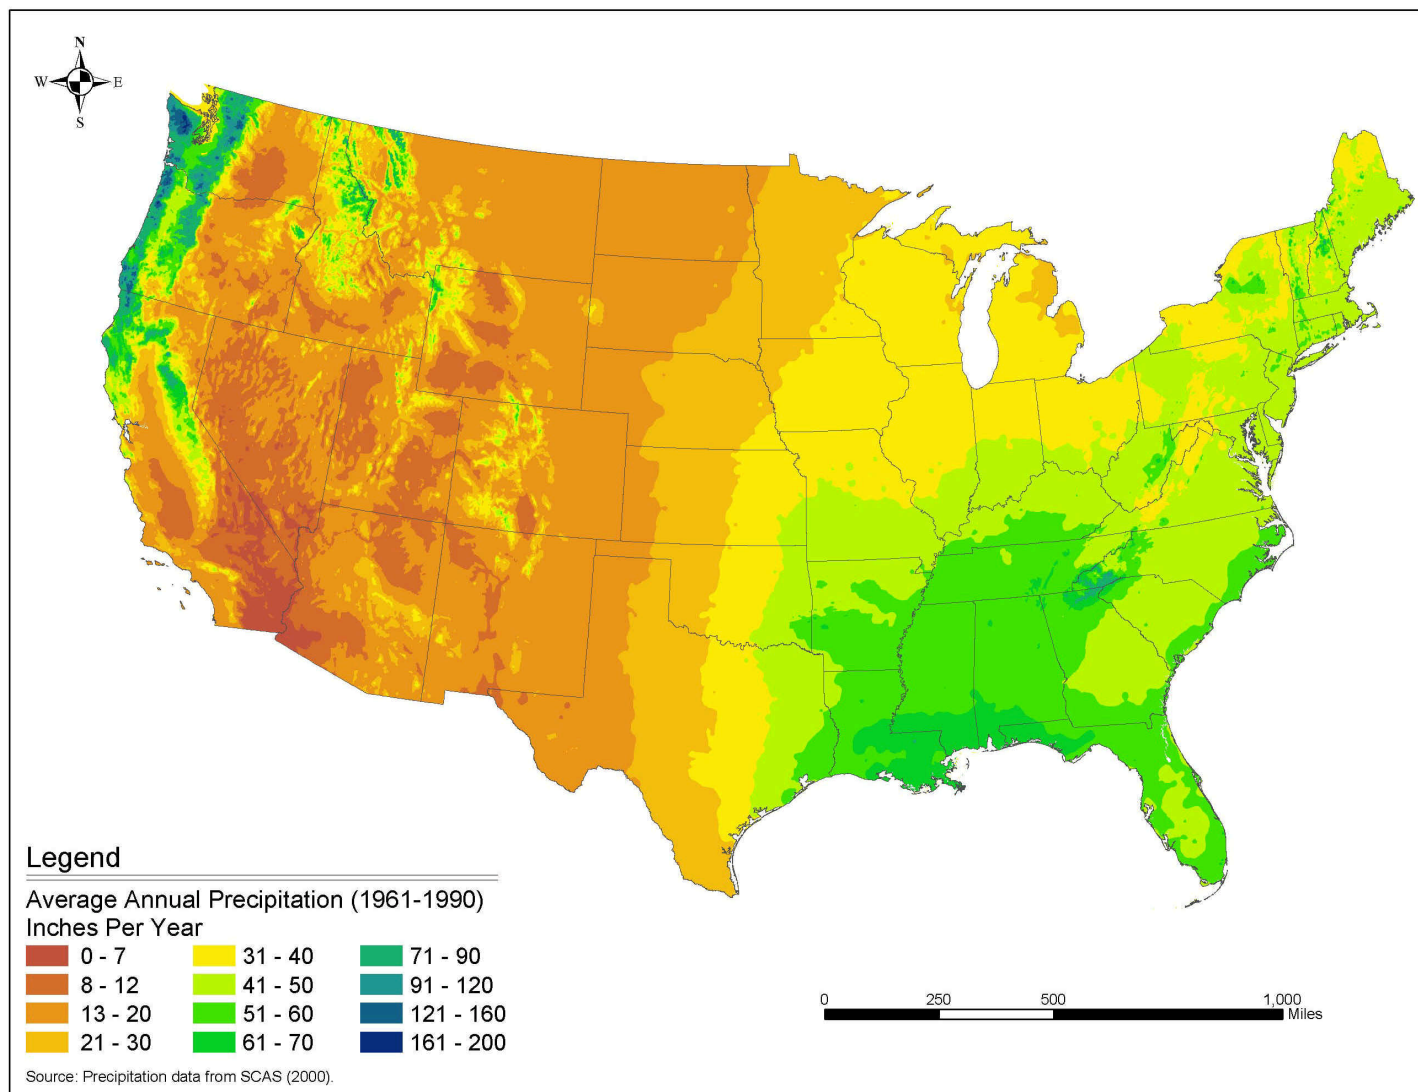 N
W E
S
Legend
Average Annual Precipitation (1961-1990)
Inches Per Year
0 - 7 31 - 40 71 - 90
8 - 12 41 - 50 91 - 120
13 - 20 51 - 60 121 - 160
21 - 30 61 - 70 161 - 200
Source: Precipitation data from SCAS (2000).
0 250 500 1,000
Miles